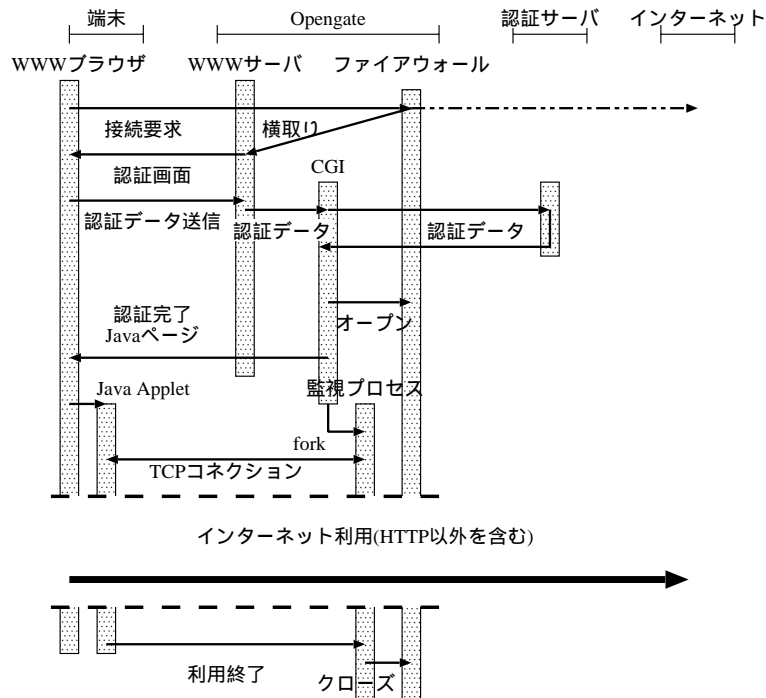 端末
Opengate
認証サーバ
インターネット
WWWブラウザ
WWWサーバ
ファイアウォール
接続要求
横取り
認証画面
CGI
認証データ送信
認証データ
認証データ
認証完了
Javaページ
オープン
Java Applet
監視プロセス
fork
TCPコネクション
インターネット利用(HTTP以外を含む)
利用終了
クローズ